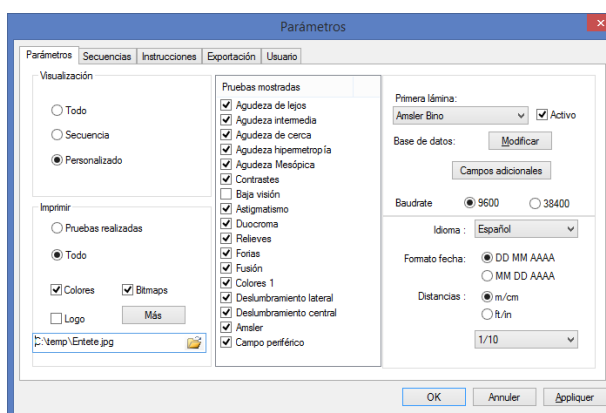 Parámetros
Parámetros Secuencias Instrucciones Exportación Usuario
Visualización
Todo
Secuencia
Personalizado
Imprimir
Pruebas realizadas
Todo
Colores Bitmaps
Logo Más
C:\temp\Entete.jpg
Pruebas mostradas
Agudeza de lejos
Agudeza intermedia
Agudeza de cerca
Agudeza hipermetropía
Agudeza Mesópica
Contrastes
Baja visión
Astigmatismo
Duocroma
Relieves
Forias
Fusión
Colores 1
Deslumbramiento lateral
Deslumbramiento central
Amsler
Campo periférico
Primera lámina:
Amsler Bino Activo
Base de datos: Modificar
Campos adicionales
Baudrate 9600 38400
Idioma : Español
Formato fecha: DD MM AAAA
MM DD AAAA
Distancias : m/cm
ft/in
1/10
OK Annuler Appliquer